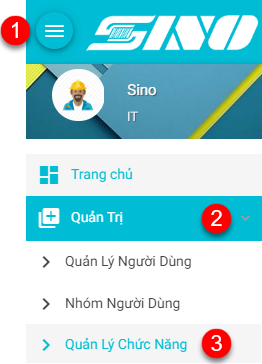 1
SINO
Sino
IT
Trang chủ
Quản Trị 2
Quản Lý Người Dùng
Nhóm Người Dùng
Quản Lý Chức Năng 3